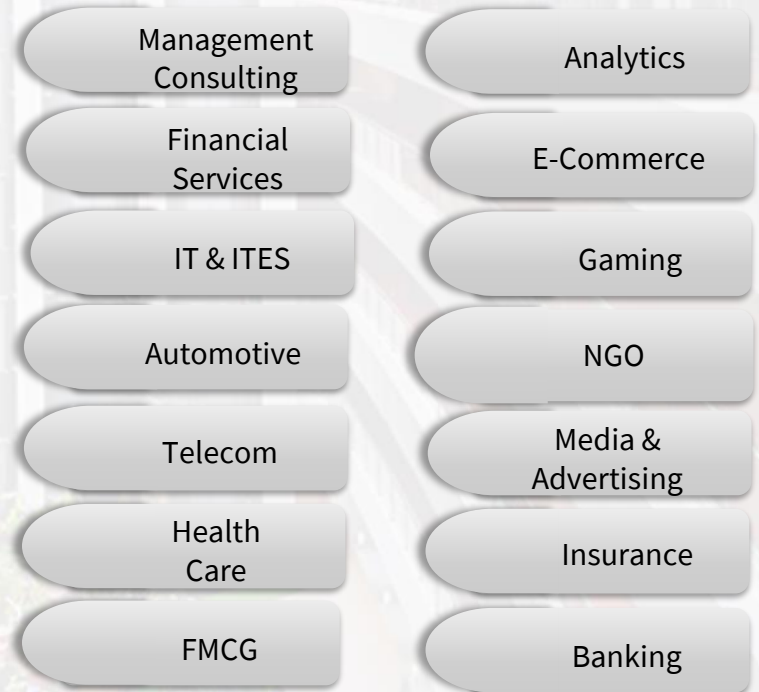 Management
Consulting
Financial
Services
IT & ITES
Automotive
Telecom
Health
Care
FMCG
Analytics
E-Commerce
Gaming
NGO
Media &
Advertising
Insurance
Banking